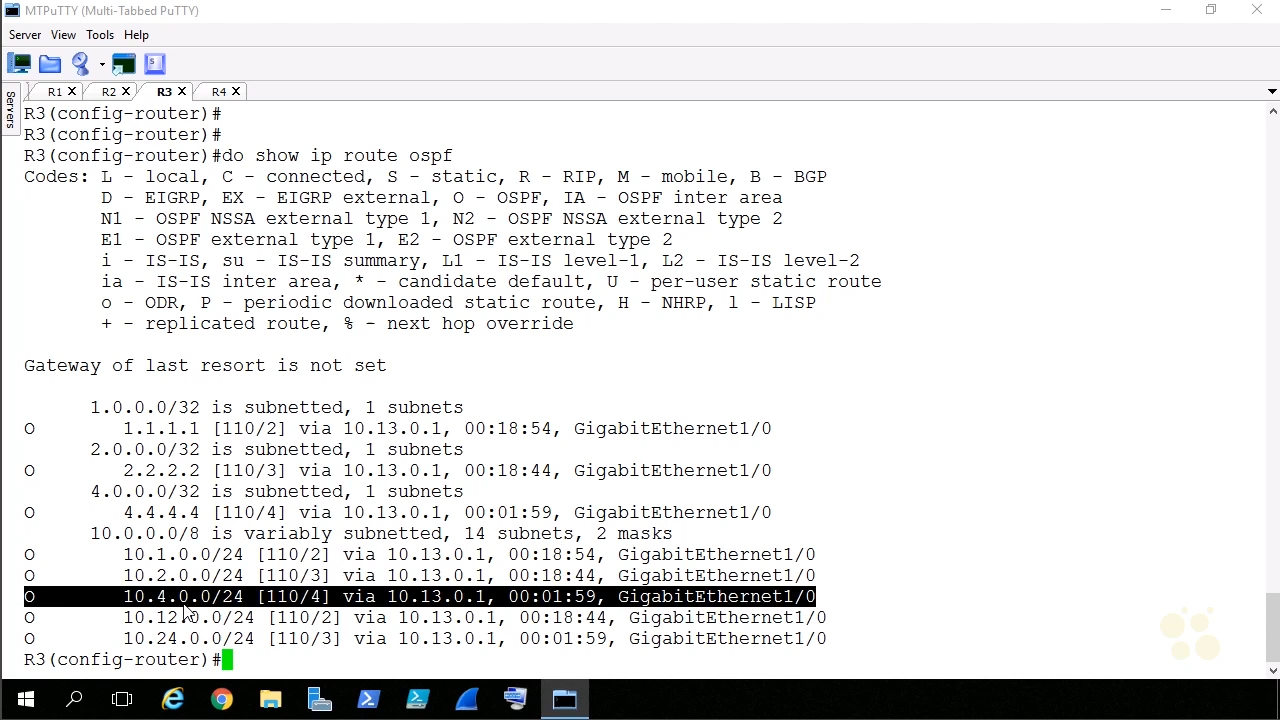 MTPuTTY (Multi-Tabbed PuTTY)
Server View Tools Help
Servers
R1 R2 R3 R4
R3(config-router)#
R3(config-router)#
R3(config-router)#do show ip route ospf
Codes: L - local, C - connected, S - static, R - RIP, M - mobile, B - BGP
D - EIGRP, EX - EIGRP external, O - OSPF, IA - OSPF inter area
N1 - OSPF NSSA external type 1, N2 - OSPF NSSA external type 2
E1 - OSPF external type 1, E2 - OSPF external type 2
i - IS-IS, su - IS-IS summary, L1 - IS-IS level-1, L2 - IS-IS level-2
ia - IS-IS inter area, * - candidate default, U - per-user static route
o - ODR, P - periodic downloaded static route, H - NHRP, l - LISP
+ - replicated route, % - next hop override
Gateway of last resort is not set
1.0.0.0/32 is subnetted, 1 subnets
O 1.1.1.1 [110/2] via 10.13.0.1, 00:18:54, GigabitEthernet1/0
2.0.0.0/32 is subnetted, 1 subnets
O 2.2.2.2 [110/3] via 10.13.0.1, 00:18:44, GigabitEthernet1/0
4.0.0.0/32 is subnetted, 1 subnets
O 4.4.4.4 [110/4] via 10.13.0.1, 00:01:59, GigabitEthernet1/0
10.0.0.0/8 is variably subnetted, 14 subnets, 2 masks
O 10.1.0.0/24 [110/2] via 10.13.0.1, 00:18:54, GigabitEthernet1/0
O 10.2.0.0/24 [110/3] via 10.13.0.1, 00:18:44, GigabitEthernet1/0
O 10.4.0.0/24 [110/4] via 10.13.0.1, 00:01:59, GigabitEthernet1/0
O 10.12.0.0/24 [110/2] via 10.13.0.1, 00:18:44, GigabitEthernet1/0
O 10.24.0.0/24 [110/3] via 10.13.0.1, 00:01:59, GigabitEthernet1/0
R3(config-router)#